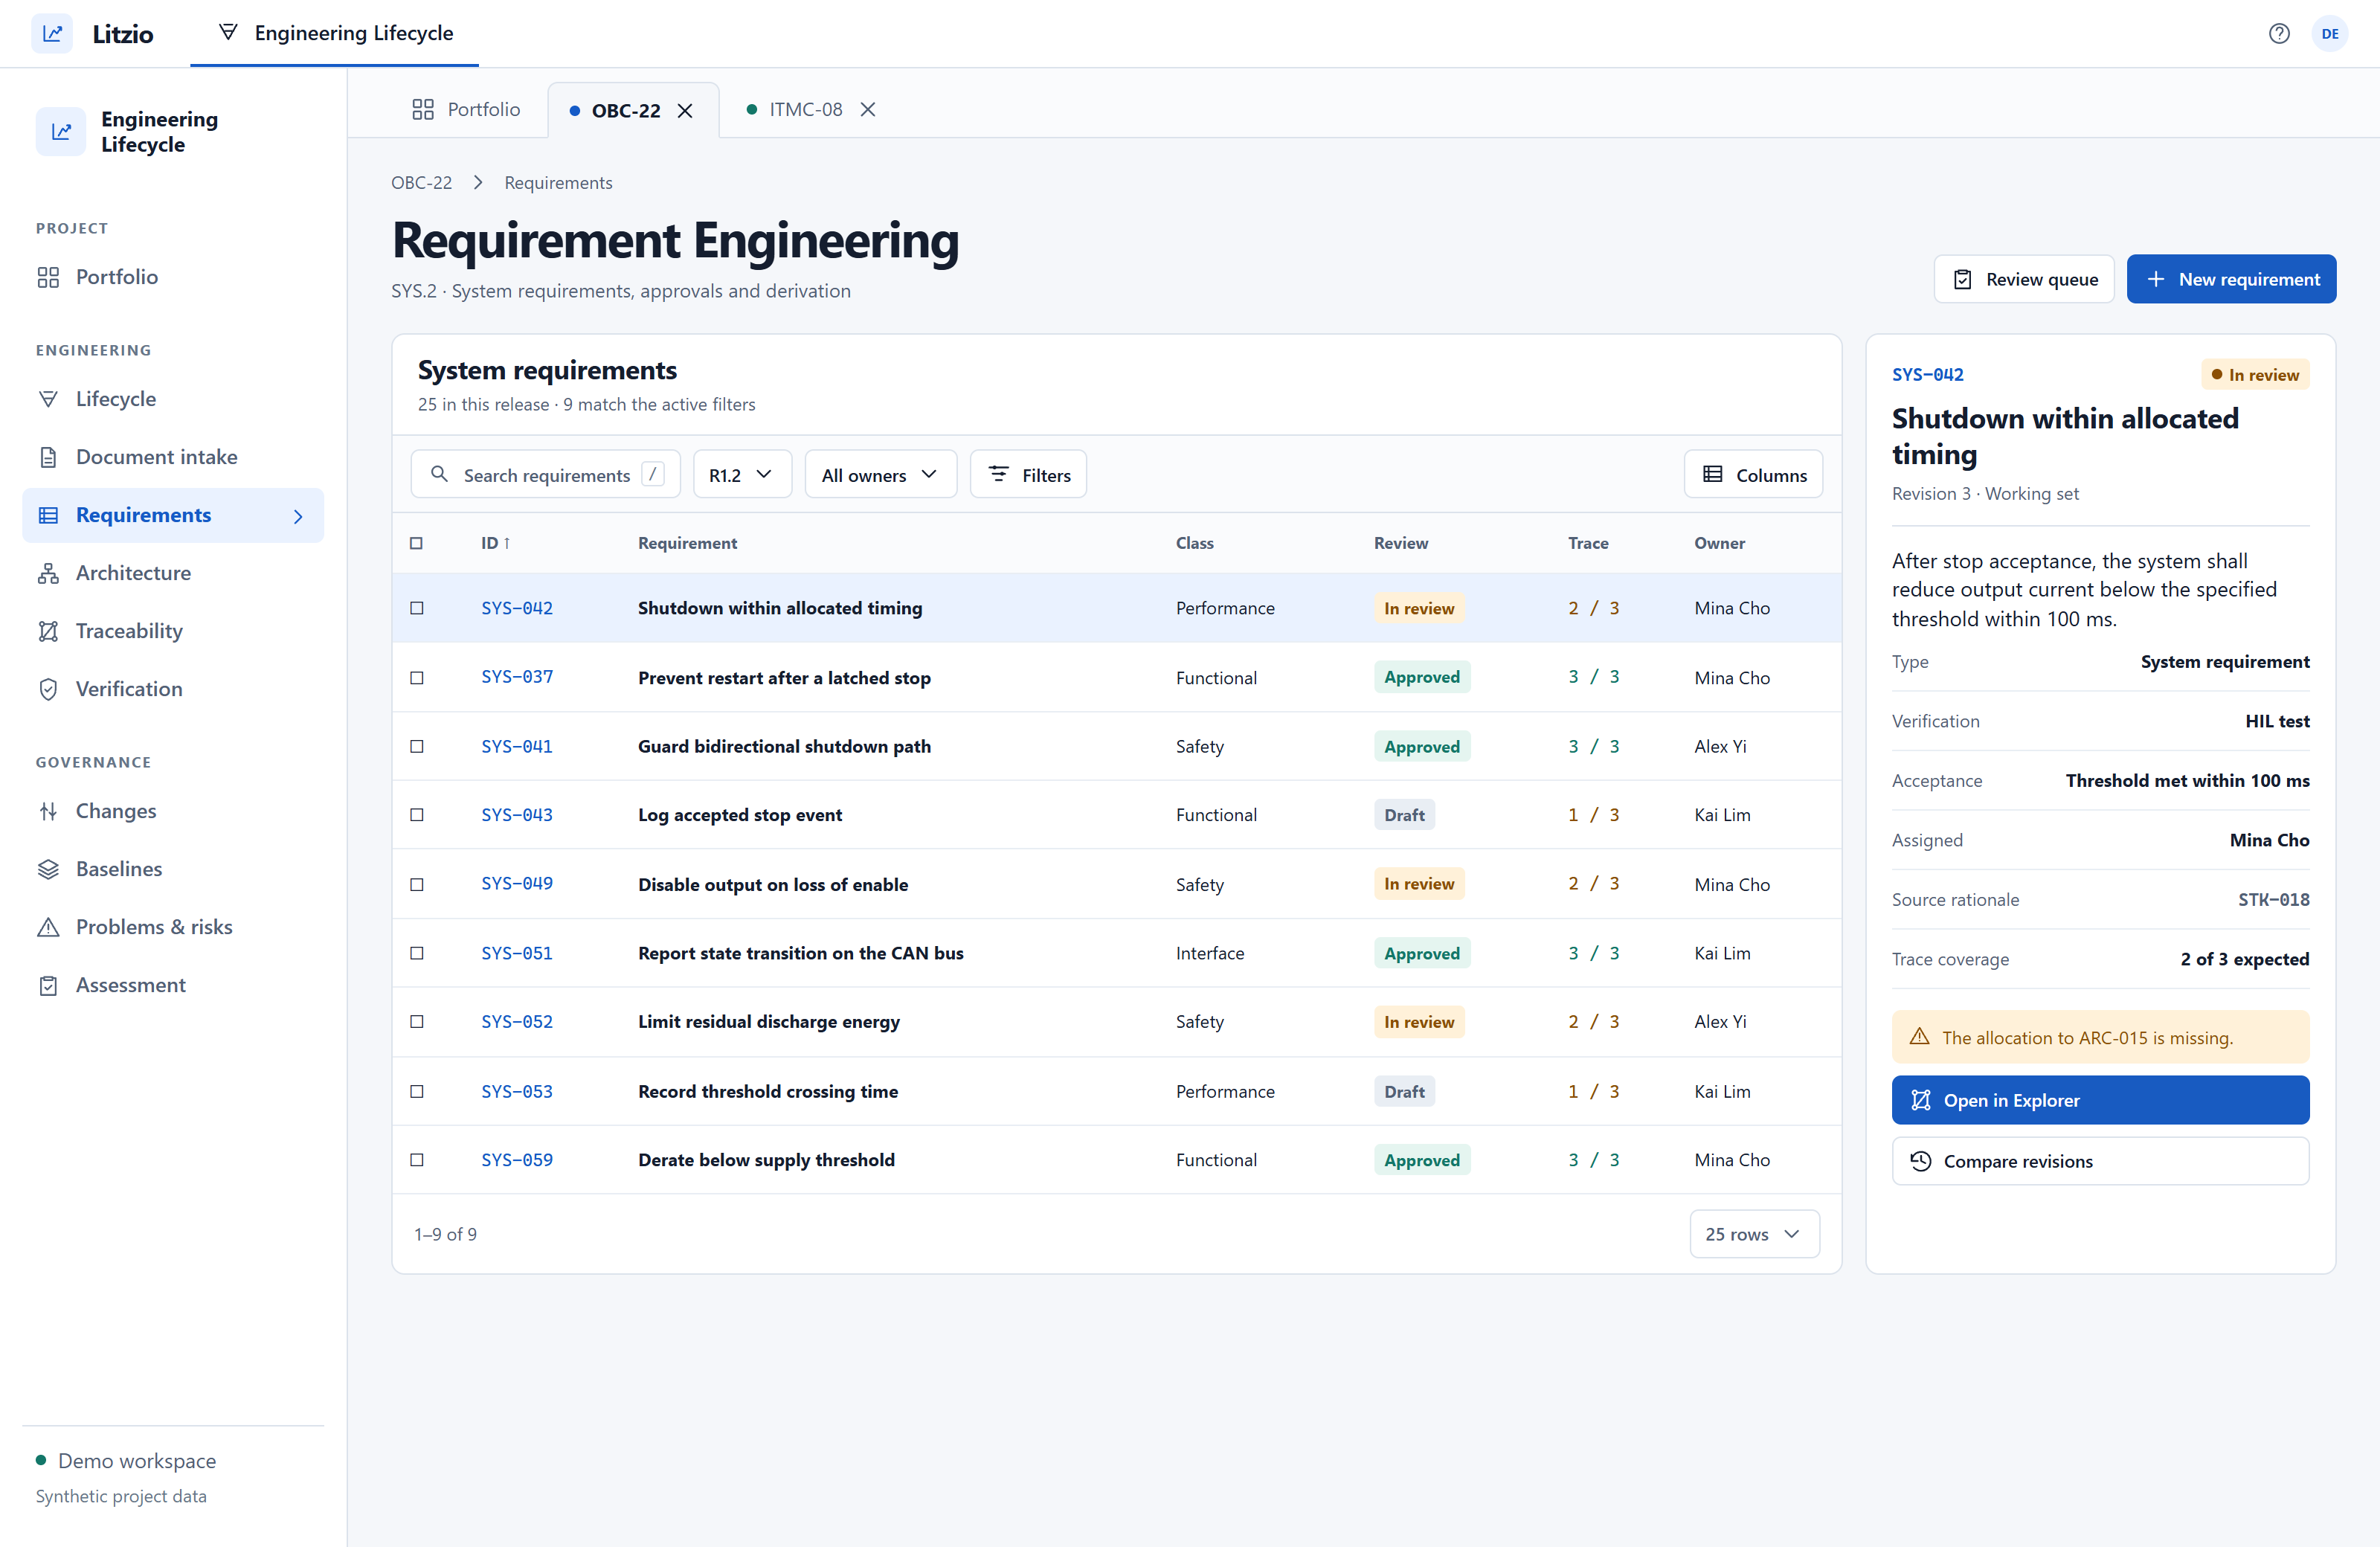 Litzio
Engineering Lifecycle
DE
Engineering
Lifecycle
PROJECT
Portfolio
ENGINEERING
Lifecycle
Document intake
Requirements
Architecture
Traceability
Verification
GOVERNANCE
Changes
Baselines
Problems & risks
Assessment
Demo workspace
Synthetic project data
Portfolio
OBC-22
ITMC-08
OBC-22 Requirements
Requirement Engineering
SYS.2 · System requirements, approvals and derivation
Review queue
New requirement
System requirements
25 in this release · 9 match the active filters
Search requirements /
R1.2
All owners
Filters
Columns
ID ↑ Requirement Class Review Trace Owner
SYS-042 Shutdown within allocated timing Performance In review 2 / 3 Mina Cho
SYS-037 Prevent restart after a latched stop Functional Approved 3 / 3 Mina Cho
SYS-041 Guard bidirectional shutdown path Safety Approved 3 / 3 Alex Yi
SYS-043 Log accepted stop event Functional Draft 1 / 3 Kai Lim
SYS-049 Disable output on loss of enable Safety In review 2 / 3 Mina Cho
SYS-051 Report state transition on the CAN bus Interface Approved 3 / 3 Kai Lim
SYS-052 Limit residual discharge energy Safety In review 2 / 3 Alex Yi
SYS-053 Record threshold crossing time Performance Draft 1 / 3 Kai Lim
SYS-059 Derate below supply threshold Functional Approved 3 / 3 Mina Cho
1–9 of 9
25 rows
SYS-042
In review
Shutdown within allocated
timing
Revision 3 · Working set
After stop acceptance, the system shall
reduce output current below the specified
threshold within 100 ms.
Type System requirement
Verification HIL test
Acceptance Threshold met within 100 ms
Assigned Mina Cho
Source rationale STK-018
Trace coverage 2 of 3 expected
The allocation to ARC-015 is missing.
Open in Explorer
Compare revisions